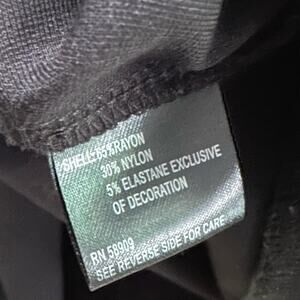 SHELL: 65% RAYON
30% NYLON
5% ELASTANE EXCLUSIVE
OF DECORATION
RN 58909
SEE REVERSE SIDE FOR CARE